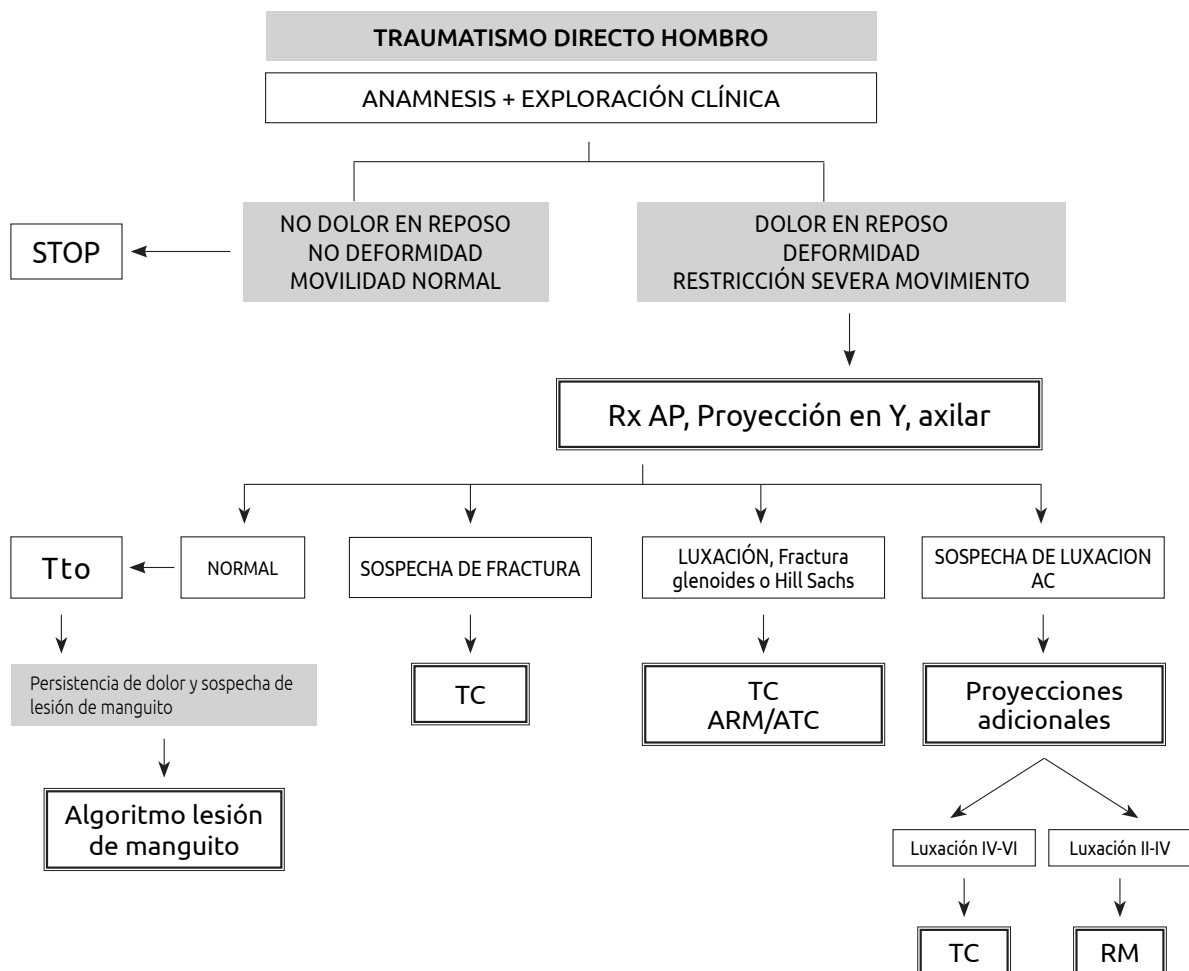 TRAUMATISMO DIRECTO HOMBRO
ANAMNESIS + EXPLORACIÓN CLÍNICA
STOP
NO DOLOR EN REPOSO
NO DEFORMIDAD
MOVILIDAD NORMAL
DOLOR EN REPOSO
DEFORMIDAD
RESTRICCIÓN SEVERA MOVIMIENTO
Rx AP, Proyección en Y, axilar
Tto
NORMAL
SOSPECHA DE FRACTURA
LUXACIÓN, Fractura
glenoides o Hill Sachs
SOSPECHA DE LUXACION
AC
Persistencia de dolor y sospecha de
lesión de manguito
TC
TC
ARM/ATC
Proyecciones
adicionales
Algoritmo lesión
de manguito
Luxación IV-VI
Luxación II-IV
TC
RM